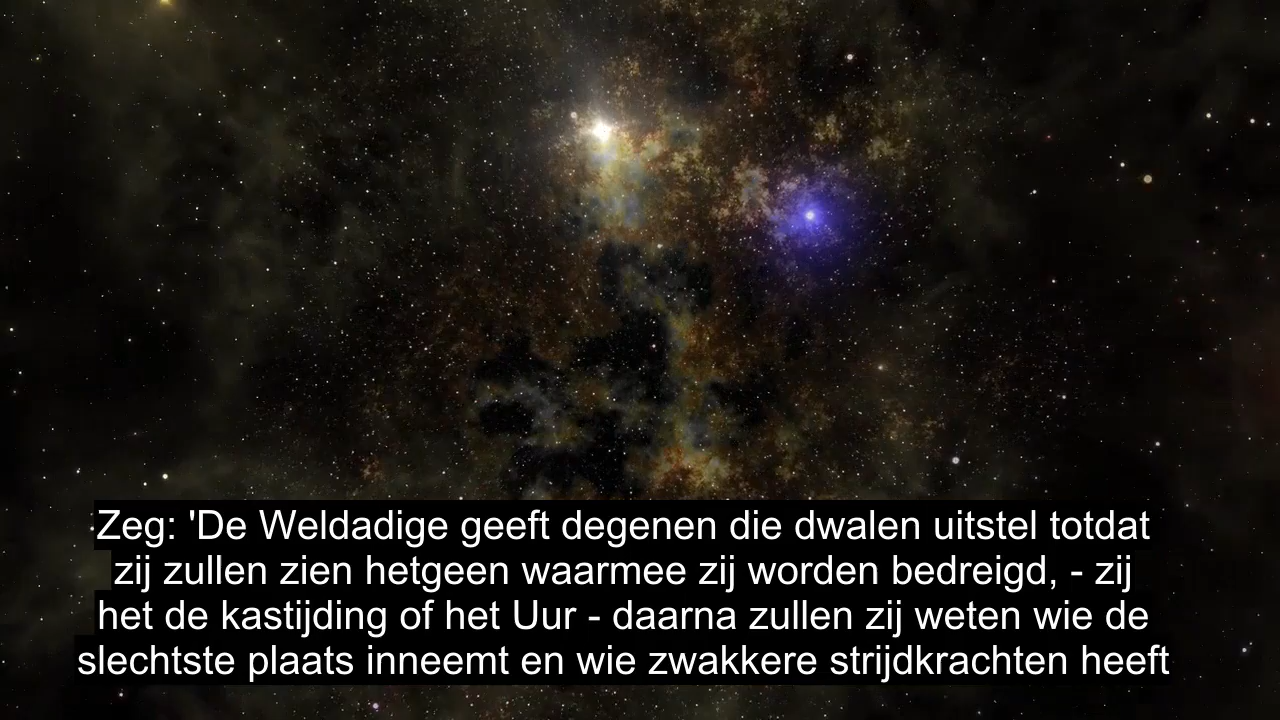 Zeg: 'De Weldadige geeft degenen die dwalen uitstel totdat
zij zullen zien hetgeen waarmee zij worden bedreigd, - zij
het de kastijding of het Uur - daarna zullen zij weten wie de
slechtste plaats inneemt en wie zwakkere strijdkrachten heeft